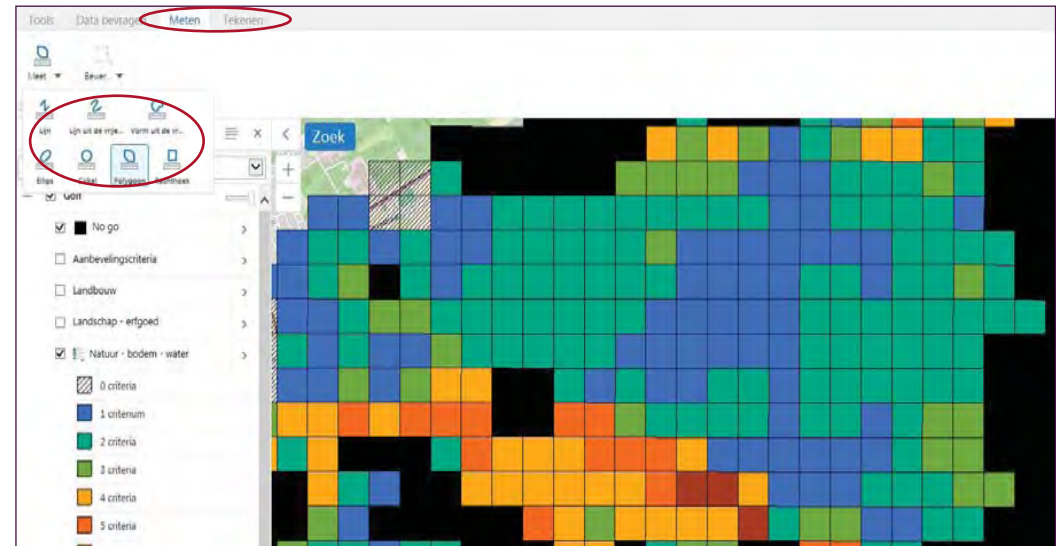 Tools Data bevragen Meten Tekenen
Meet Bewer...
Lijn Lijn uit de vrije... Vorm uit de vr...
Ellips Cirkel Polygoon Rechthoek
Zoek
Golf
No go
Aanbevelingscriteria
Landbouw
Landschap - erfgoed
Natuur - bodem - water
0 criteria
1 criterium
2 criteria
3 criteria
4 criteria
5 criteria